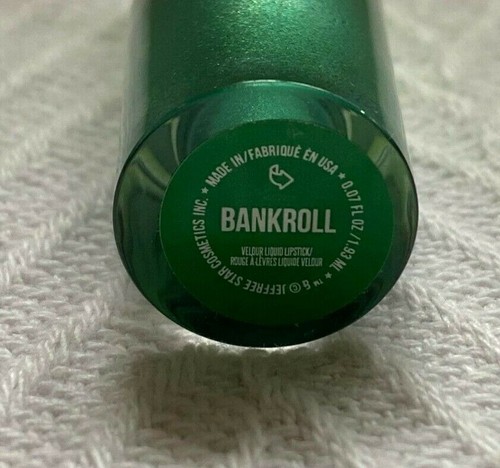 ★ MADE IN/FABRIQUÉ EN USA ★ 0.07 FL OZ/1.93 ML ★ ™ & © JEFFREE STAR COSMETICS INC.
BANKROLL
VELOUR LIQUID LIPSTICK/
ROUGE À LÈVRES LIQUIDE VELOUR